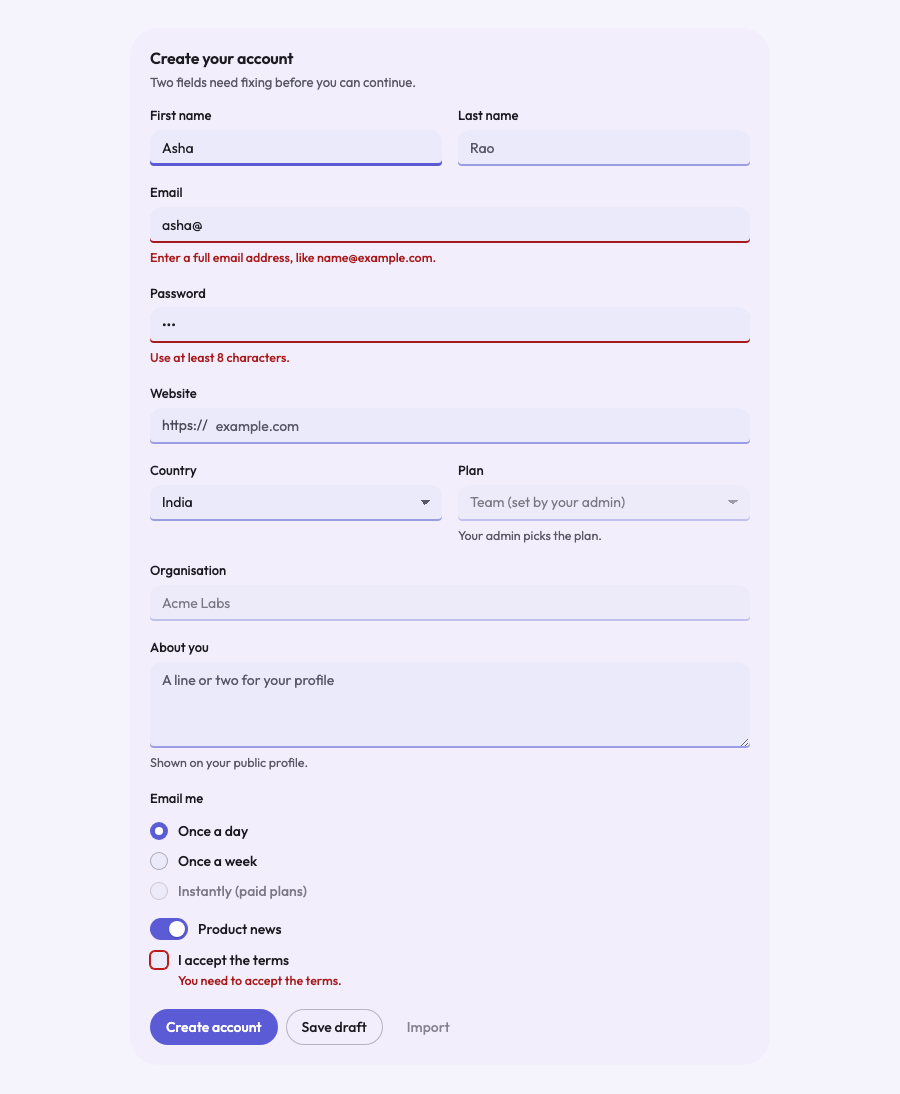 Create your account
Two fields need fixing before you can continue.
First name
Last name
Asha
Rao
Email
asha@
Enter a full email address, like name@example.com.
Password
•••
Use at least 8 characters.
Website
https:// example.com
Country
Plan
India
Team (set by your admin)
Your admin picks the plan.
Organisation
Acme Labs
About you
A line or two for your profile
Shown on your public profile.
Email me
Once a day
Once a week
Instantly (paid plans)
Product news
I accept the terms
You need to accept the terms.
Create account
Save draft
Import